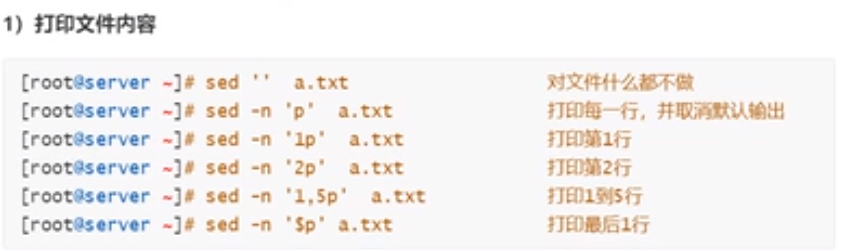 1）打印文件内容
[root@server ~]# sed '' a.txt 对文件什么都不做
[root@server ~]# sed -n 'p' a.txt 打印每一行，并取消默认输出
[root@server ~]# sed -n '1p' a.txt 打印第1行
[root@server ~]# sed -n '2p' a.txt 打印第2行
[root@server ~]# sed -n '1,5p' a.txt 打印1到5行
[root@server ~]# sed -n '$p' a.txt 打印最后1行